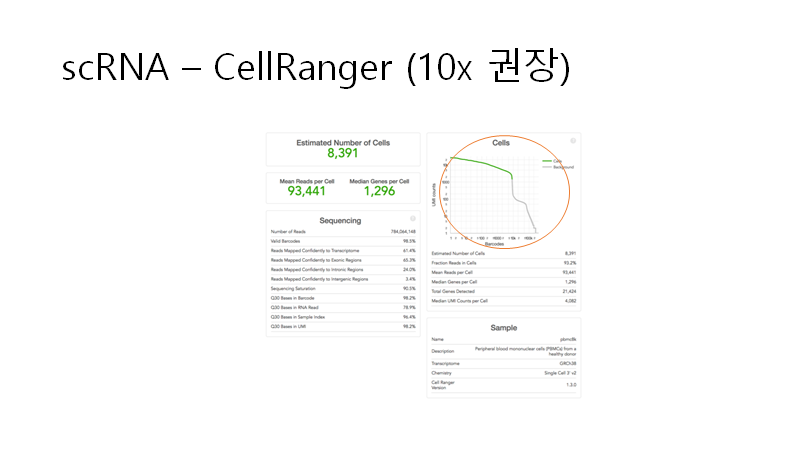 scRNA – CellRanger (10x 권장)
Estimated Number of Cells
8,391
Mean Reads per Cell
93,441
Median Genes per Cell
1,296
Sequencing
Number of Reads 784,066,148
Valid Barcodes 98.5%
Reads Mapped Confidently to Transcriptome 61.4%
Reads Mapped Confidently to Exonic Regions 65.3%
Reads Mapped Confidently to Intronic Regions 24.0%
Reads Mapped Confidently to Intergenic Regions 3.4%
Sequencing Saturation 90.5%
Q30 Bases in Barcode 98.2%
Q30 Bases in RNA Read 78.9%
Q30 Bases in Sample Index 96.4%
Q30 Bases in UMI 98.2%
Cells
Cells
Background
UMI counts
Barcodes
Estimated Number of Cells 8,391
Fraction Reads in Cells 93.2%
Mean Reads per Cell 93,441
Median Genes per Cell 1,296
Total Genes Detected 21,424
Median UMI Counts per Cell 4,082
Sample
Name pbmc8k
Description Peripheral blood mononuclear cells (PBMCs) from a
healthy donor
Transcriptome GRCh38
Chemistry Single Cell 3' v2
Cell Ranger
Version 1.3.0